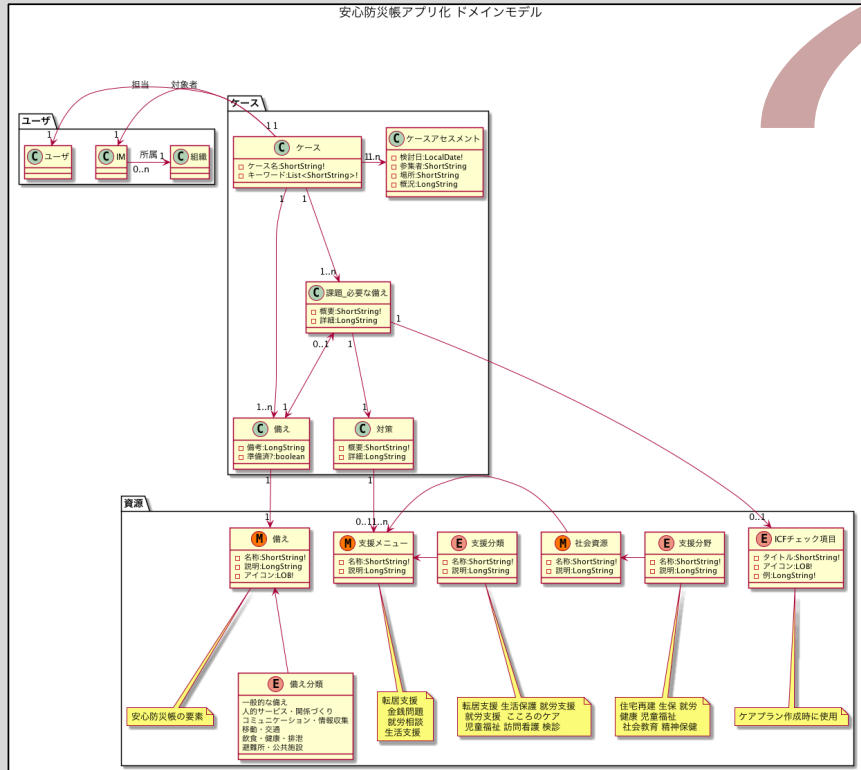 安心防災帳アプリ化 ドメインモデル
担当
対象者
ユーザ
ケース
1
1
1 1
C ユーザ
C IM
所属 1
0..n
C 組織
C ケース
ケース名:ShortString!
キーワード:List<ShortString>!
1
1..n
C ケースアセスメント
検討日:LocalDate!
参集者:ShortString
場所:ShortString
概況:LongString
1
1
1..n
C 課題_必要な備え
概要:ShortString!
詳細:LongString
1
0..1
1
1..n
1
1
C 備え
備考:LongString
準備済?:boolean
C 対策
概要:ShortString!
詳細:LongString
1
1
資源
1
0..1
1..n
0..1
M 備え
名称:ShortString!
説明:LongString
アイコン:LOB!
M 支援メニュー
名称:ShortString!
説明:LongString
E 支援分類
名称:ShortString!
説明:LongString
M 社会資源
名称:ShortString!
説明:LongString
E 支援分野
名称:ShortString!
説明:LongString
E ICFチェック項目
タイトル:ShortString!
アイコン:LOB!
例:LongString!
安心防災帳の要素
E 備え分類
一般的な備え
人的サービス・関係づくり
コミュニケーション・情報収集
移動・交通
飲食・健康・排泄
避難所・公共施設
転居支援
金銭問題
就労相談
生活支援
転居支援 生活保護 就労支援
就労支援 こころのケア
児童福祉 訪問看護 検診
住宅再建 生保 就労
健康 児童福祉
社会教育 精神保健
ケアプラン作成時に使用